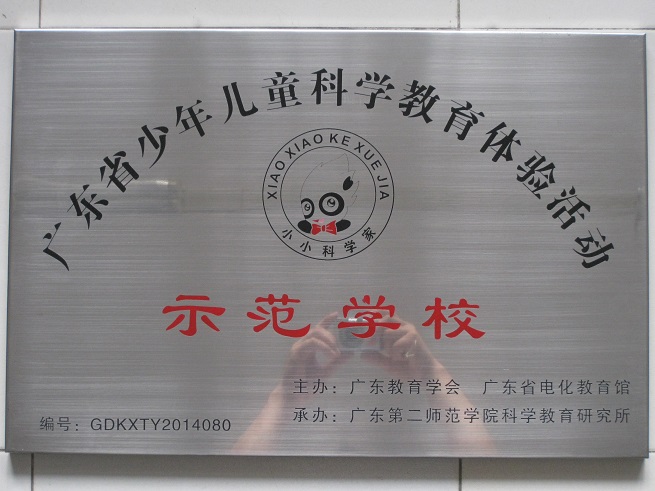 广东省少年儿童科学教育体验活动
XIAO XIAO KE XUE JIA
小小科学家
示范学校
主办：广东教育学会 广东省电化教育馆
编号：GDKXTY2014080
承办：广东第二师范学院科学教育研究所